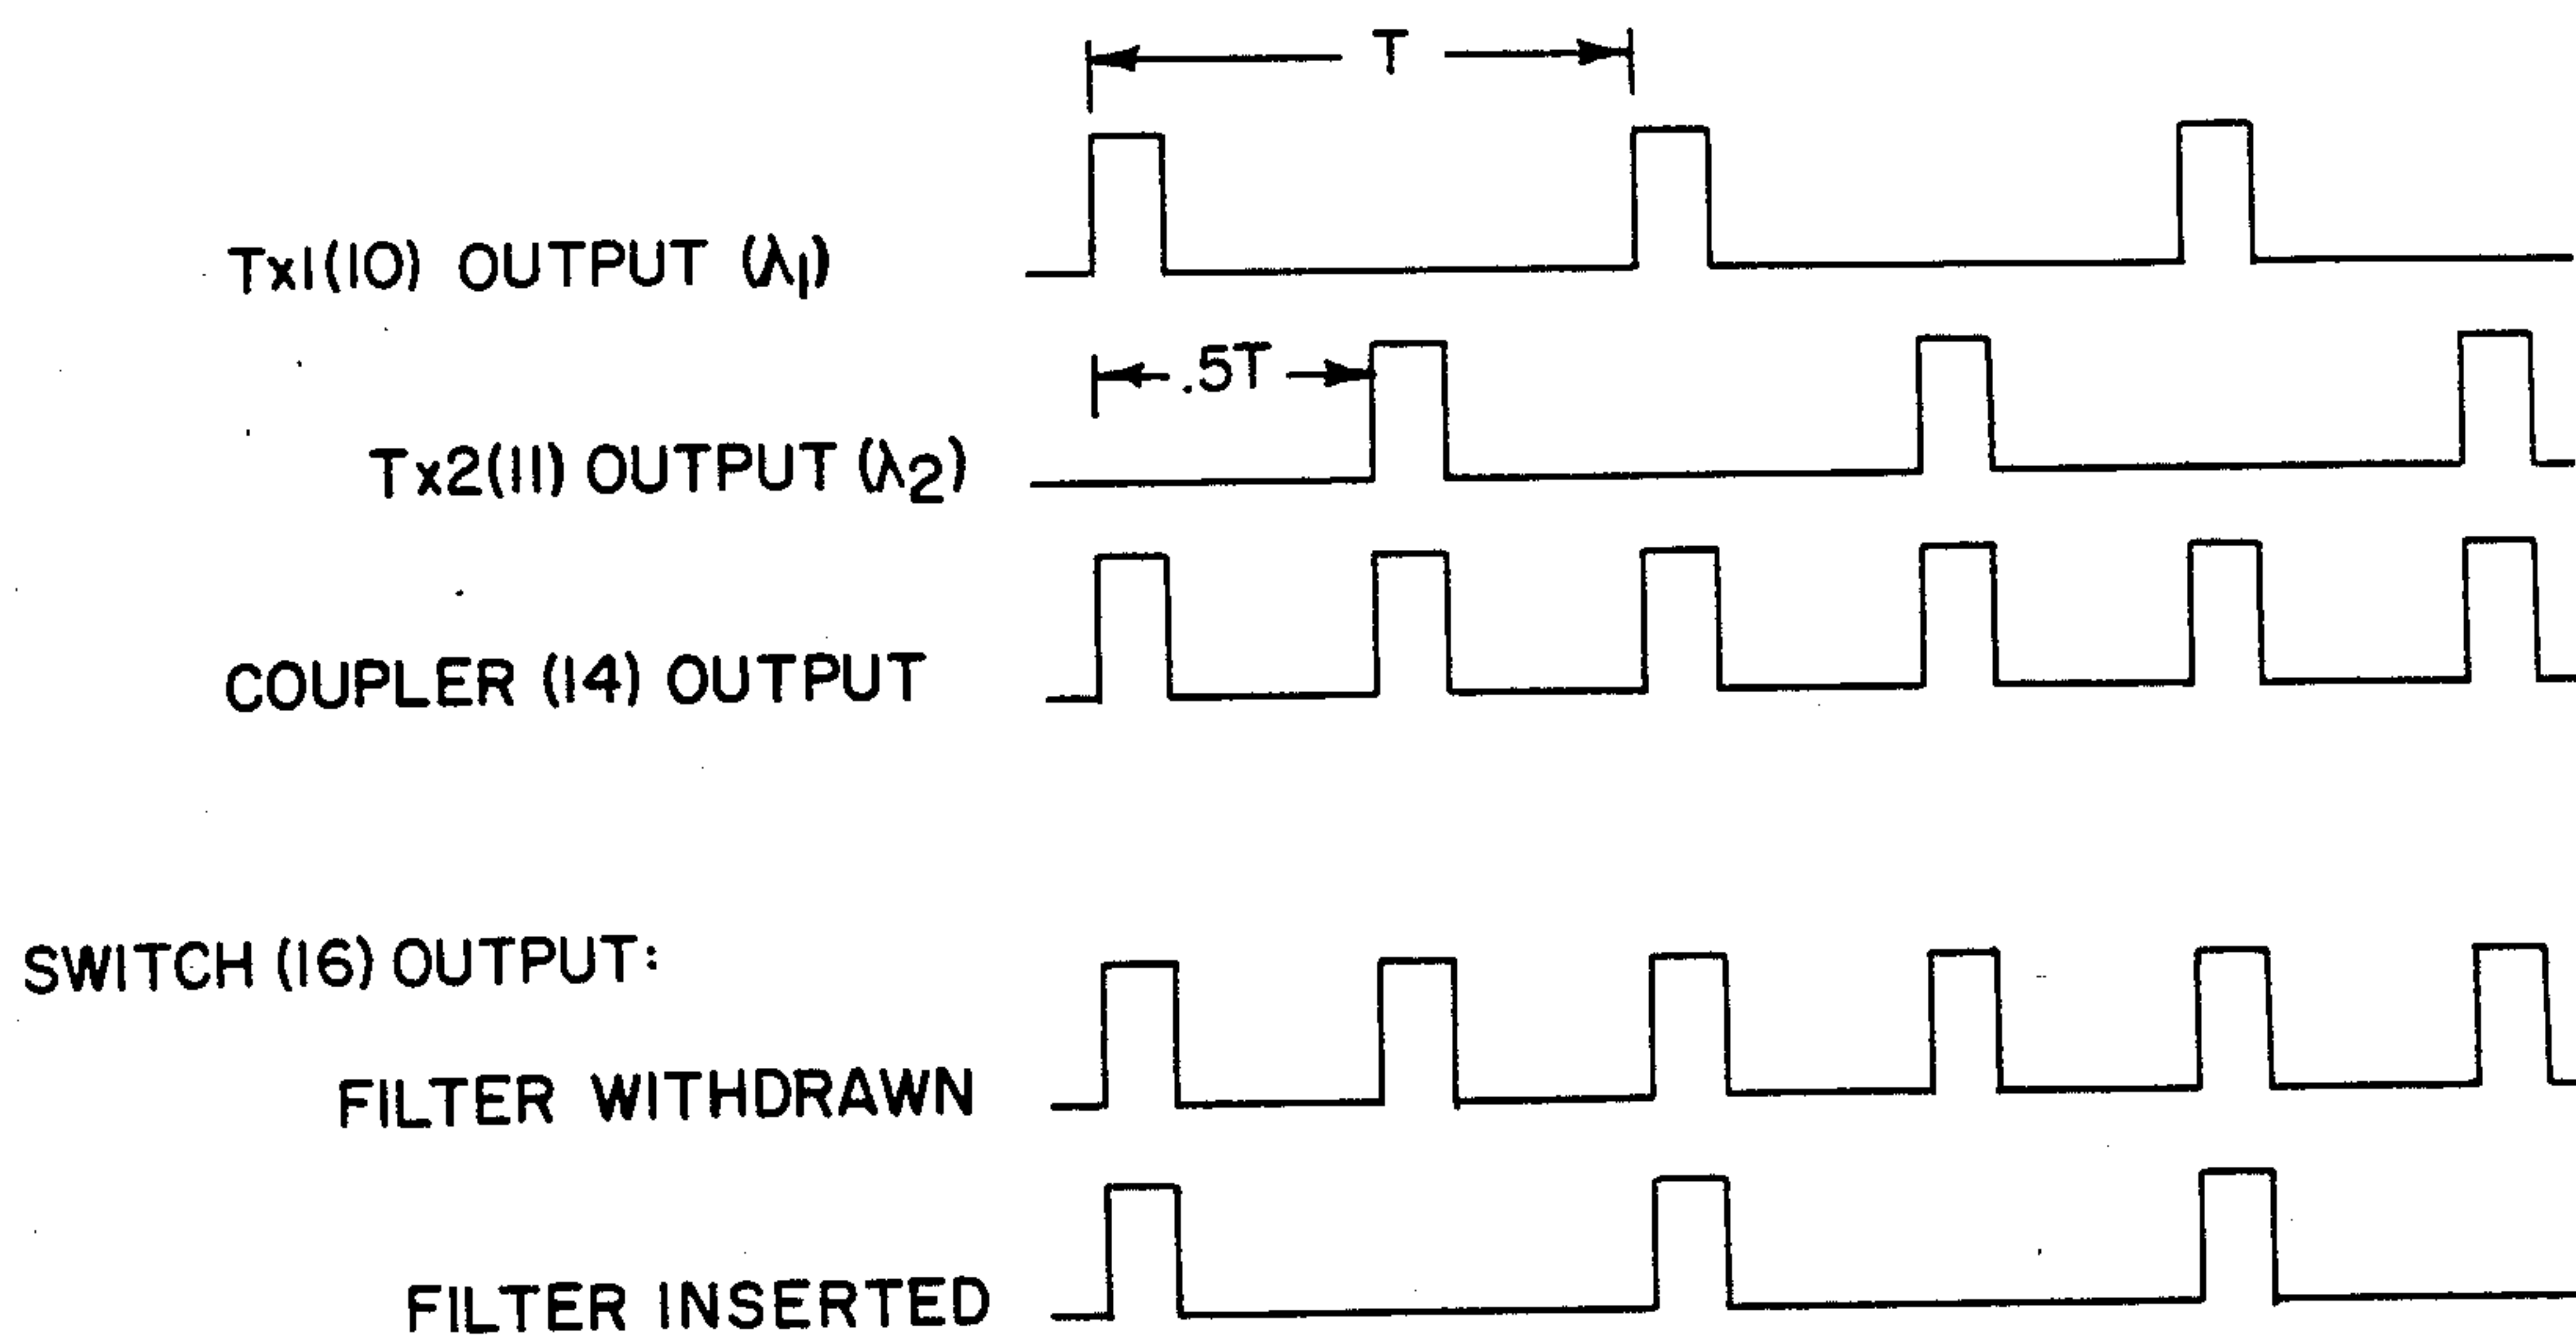 T
Tx1(10) OUTPUT (λ1)
.5T
Tx2(11) OUTPUT (λ2)
COUPLER (14) OUTPUT
SWITCH (16) OUTPUT:
FILTER WITHDRAWN
FILTER INSERTED